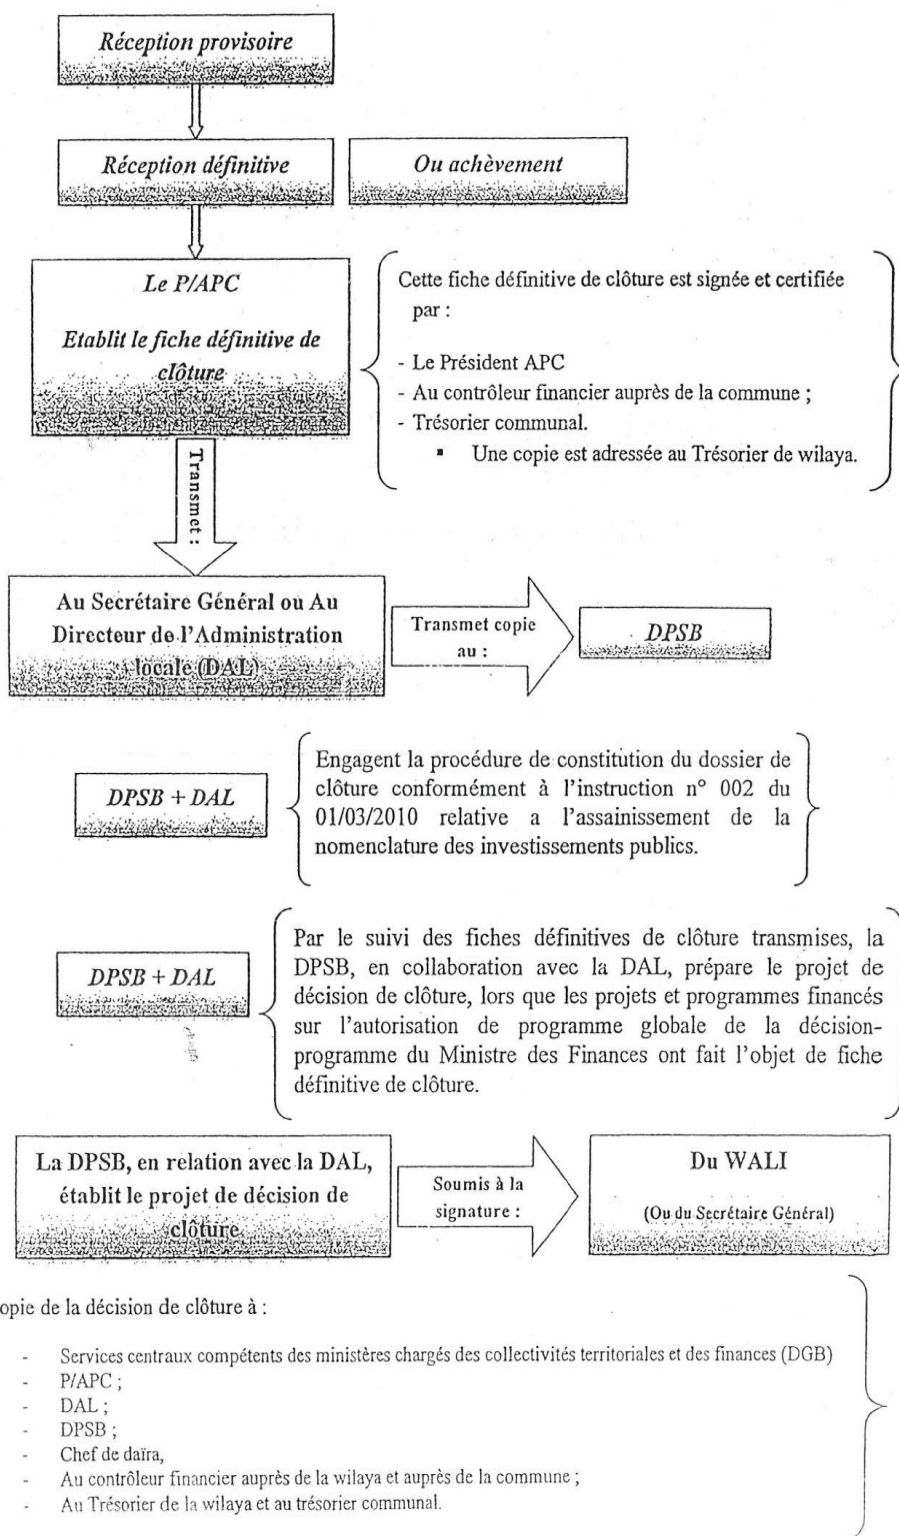 Réception provisoire
Réception définitive
Ou achèvement
Le P/APC
Etablit le fiche définitive de
clôture
Cette fiche définitive de clôture est signée et certifiée
par :
- Le Président APC
- Au contrôleur financier auprès de la commune ;
- Trésorier communal.
▪ Une copie est adressée au Trésorier de wilaya.
Transmet :
Au Secrétaire Général ou Au
Directeur de l'Administration
locale (DAL)
Transmet copie
au :
DPSB
DPSB + DAL
Engagent la procédure de constitution du dossier de
clôture conformément à l'instruction n° 002 du
01/03/2010 relative a l'assainissement de la
nomenclature des investissements publics.
DPSB + DAL
Par le suivi des fiches définitives de clôture transmises, la
DPSB, en collaboration avec la DAL, prépare le projet de
décision de clôture, lors que les projets et programmes financés
sur l'autorisation de programme globale de la décision-
programme du Ministre des Finances ont fait l'objet de fiche
définitive de clôture.
La DPSB, en relation avec la DAL,
établit le projet de décision de
clôture
Soumis à la
signature :
Du WALI
(Ou du Secrétaire Général)
opie de la décision de clôture à :
- Services centraux compétents des ministères chargés des collectivités territoriales et des finances (DGB)
- P/APC ;
- DAL ;
- DPSB ;
- Chef de daïra,
- Au contrôleur financier auprès de la wilaya et auprès de la commune ;
- Au Trésorier de la wilaya et au trésorier communal.